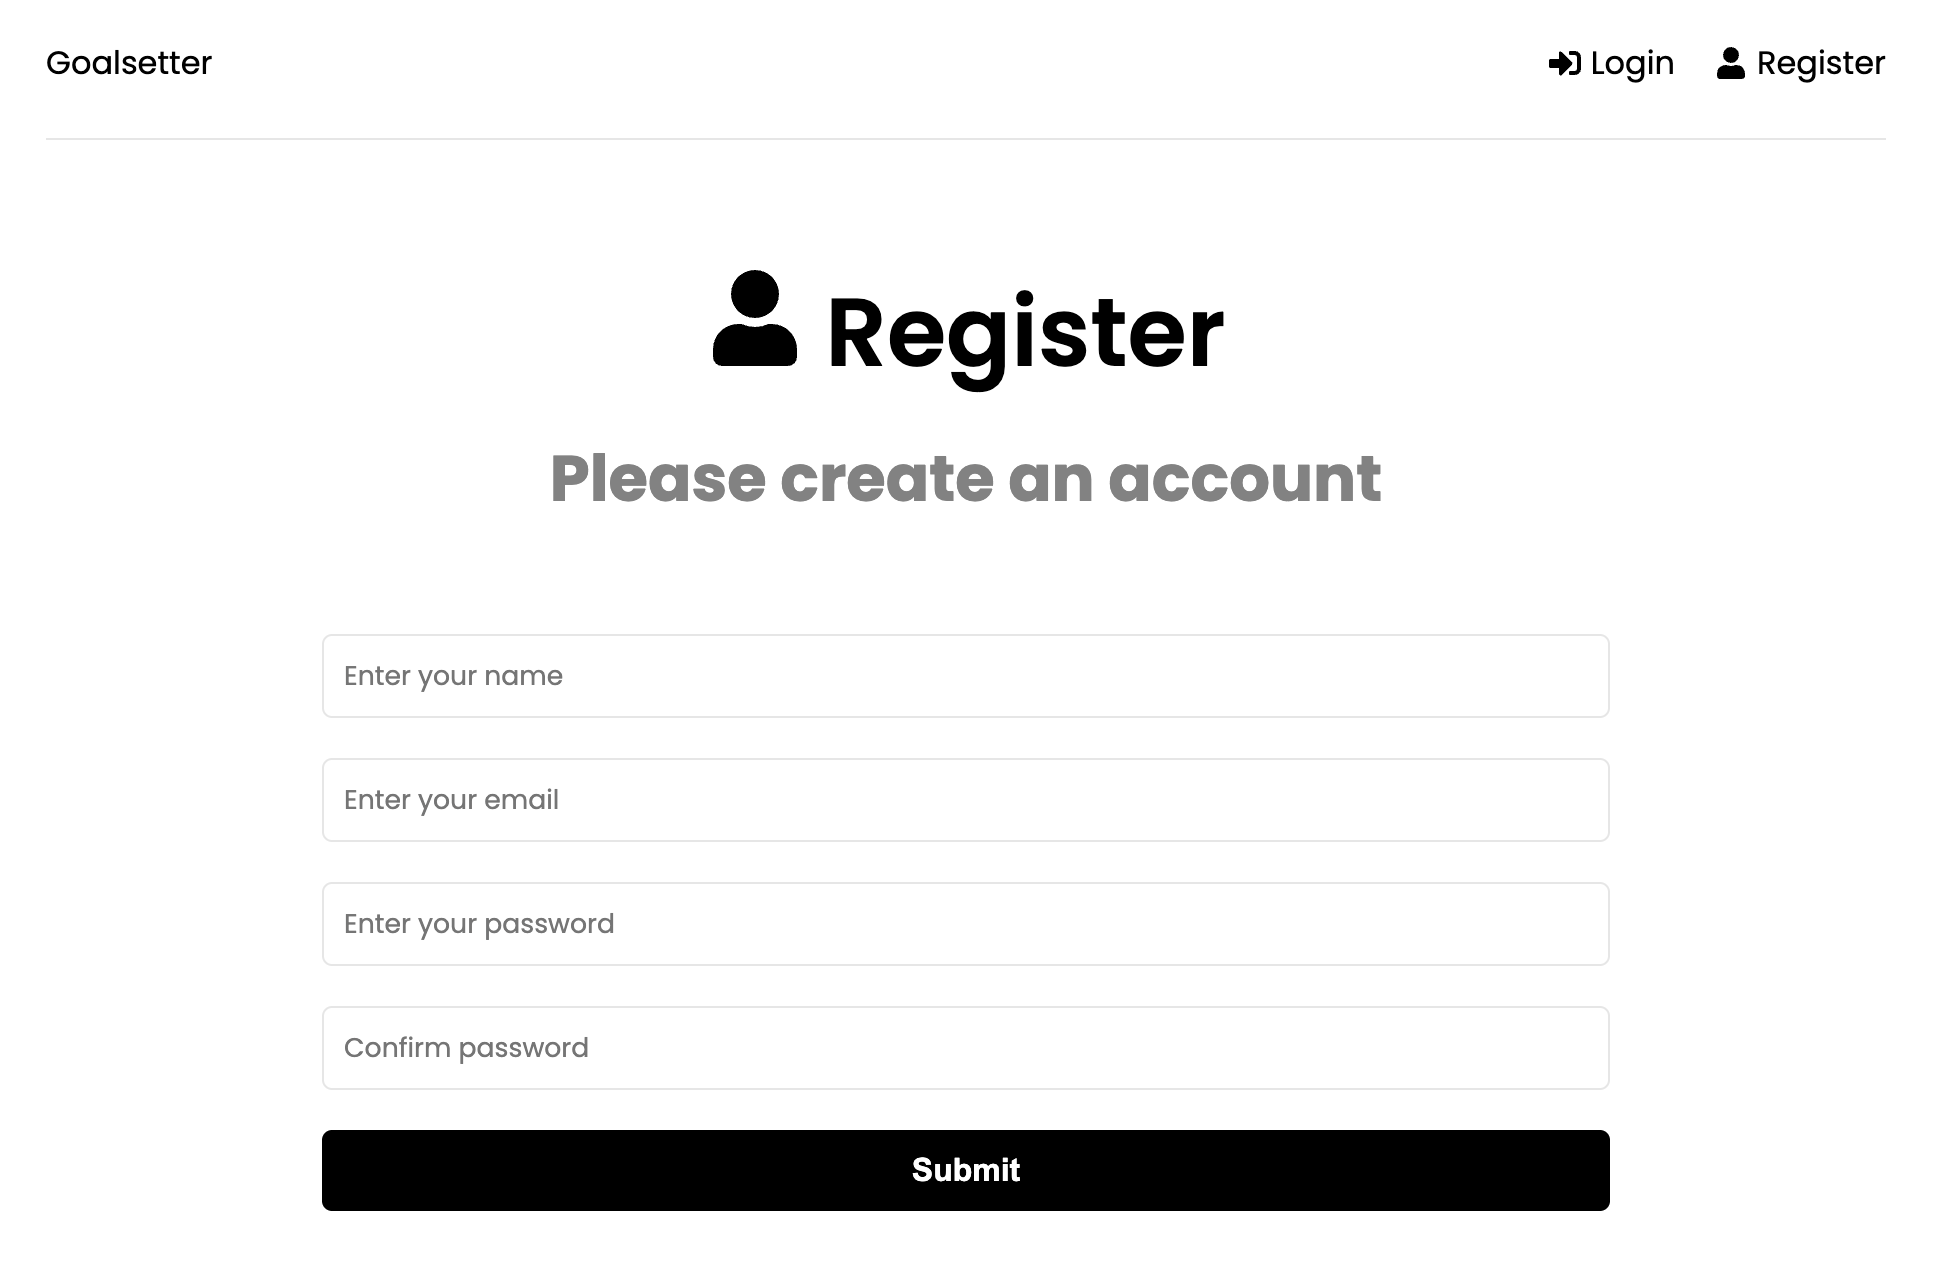 Goalsetter
Login
Register
Register
Please create an account
Enter your name
Enter your email
Enter your password
Confirm password
Submit